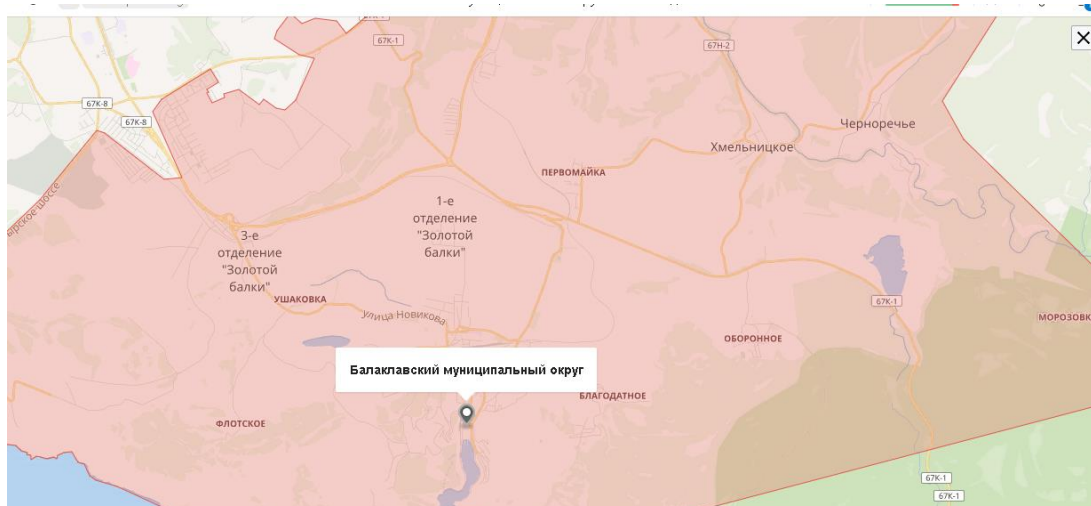 67К-1
67Н-2
67К-8
67К-8
Черноречье
Хмельницкое
ПЕРВОМАЙКА
1-е
отделение
"Золотой
балки"
3-е
отделение
"Золотой
балки"
УШАКОВКА
улица Новикова
67К-1
МОРОЗОВК
ОБОРОННОЕ
Балаклавский муниципальный округ
БЛАГОДАТНОЕ
ФЛОТСКОЕ
67К-1
67К-1